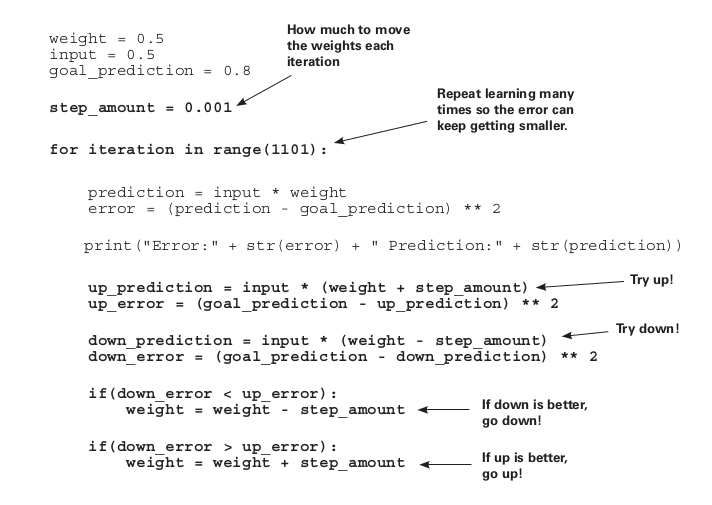 weight = 0.5
input = 0.5
goal_prediction = 0.8
How much to move
the weights each
iteration
step_amount = 0.001
Repeat learning many
times so the error can
keep getting smaller.
for iteration in range(1101):
prediction = input * weight
error = (prediction - goal_prediction) ** 2
print("Error:" + str(error) + " Prediction:" + str(prediction))
up_prediction = input * (weight + step_amount)
Try up!
up_error = (goal_prediction - up_prediction) ** 2
down_prediction = input * (weight - step_amount)
Try down!
down_error = (goal_prediction - down_prediction) ** 2
if(down_error < up_error):
weight = weight - step_amount
If down is better,
go down!
if(down_error > up_error):
weight = weight + step_amount
If up is better,
go up!